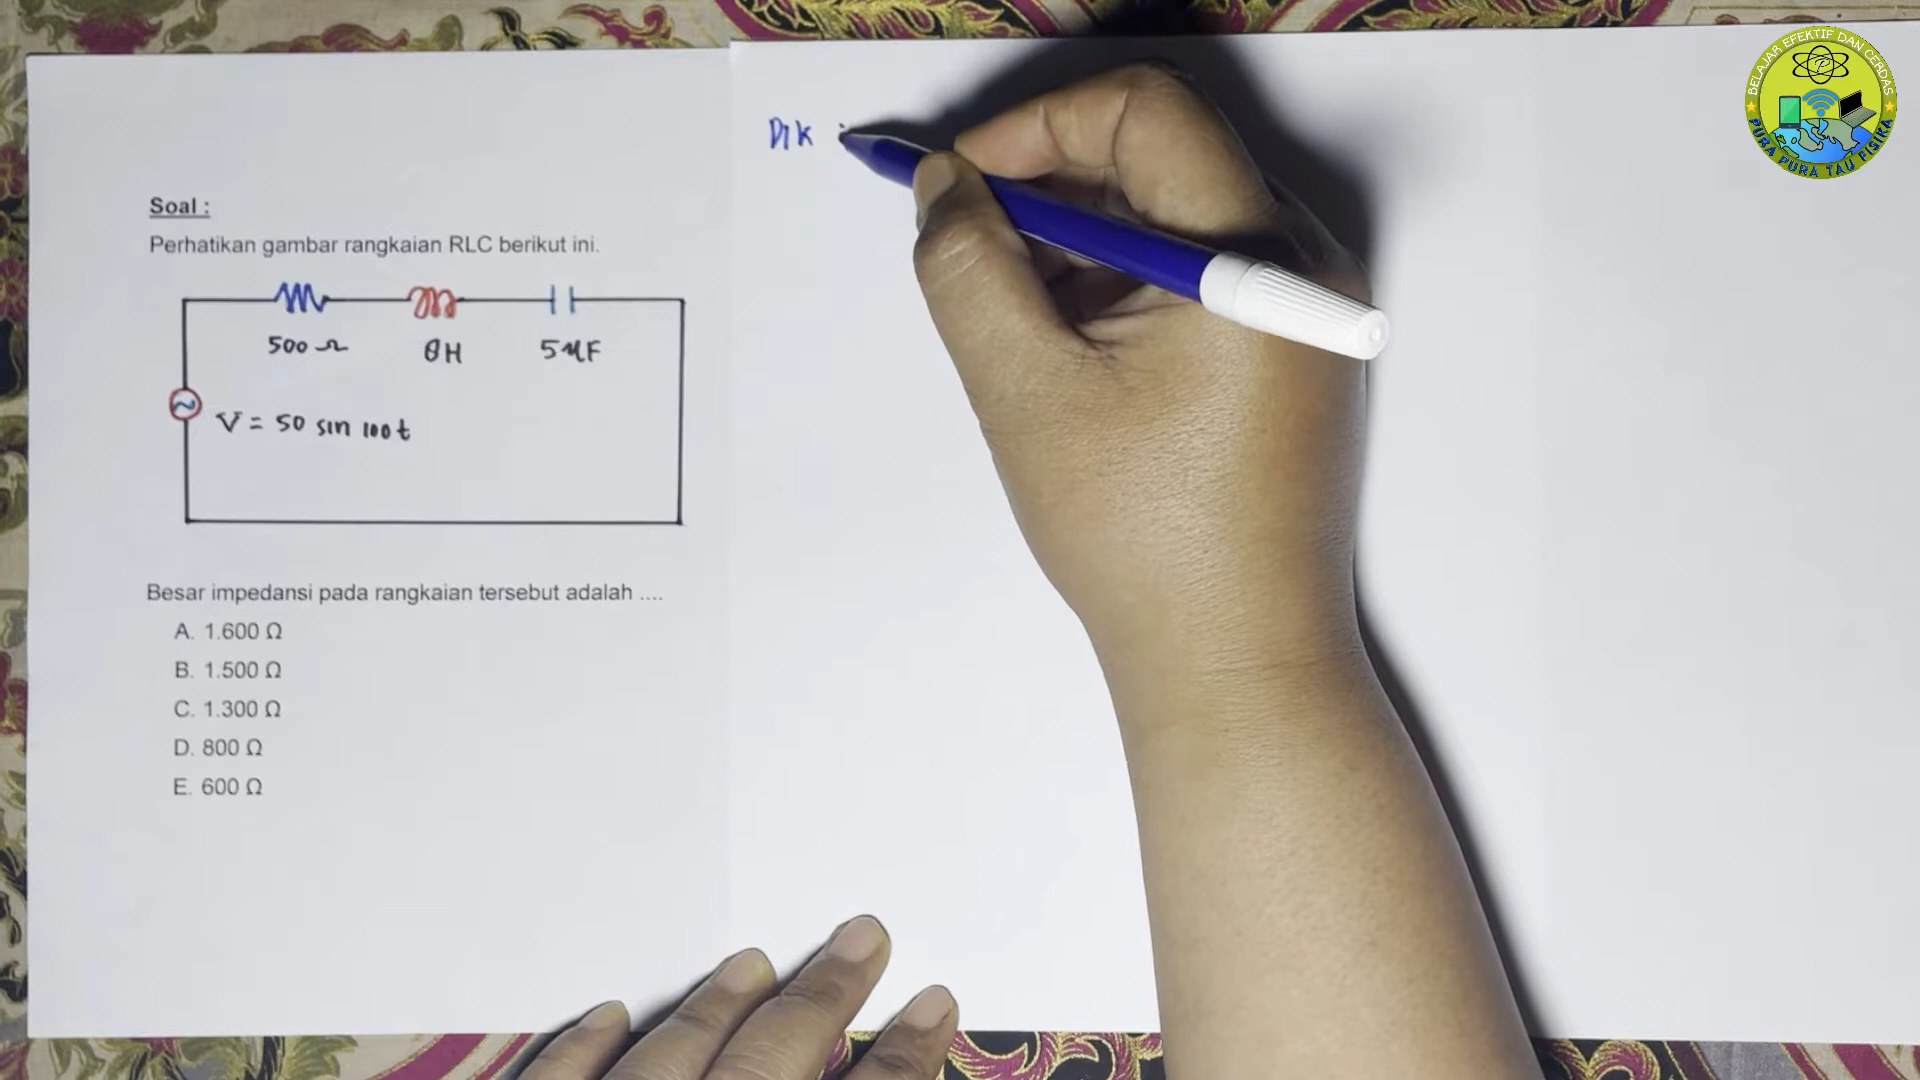 Soal :
Perhatikan gambar rangkaian RLC berikut ini.
500 Ω 8H 5μF
V = 50 sin 100t
Besar impedansi pada rangkaian tersebut adalah ....
A. 1.600 Ω
B. 1.500 Ω
C. 1.300 Ω
D. 800 Ω
E. 600 Ω
Dik :
BELAJAR EFEKTIF DAN CERDAS
PURA PURA TAU FISIKA